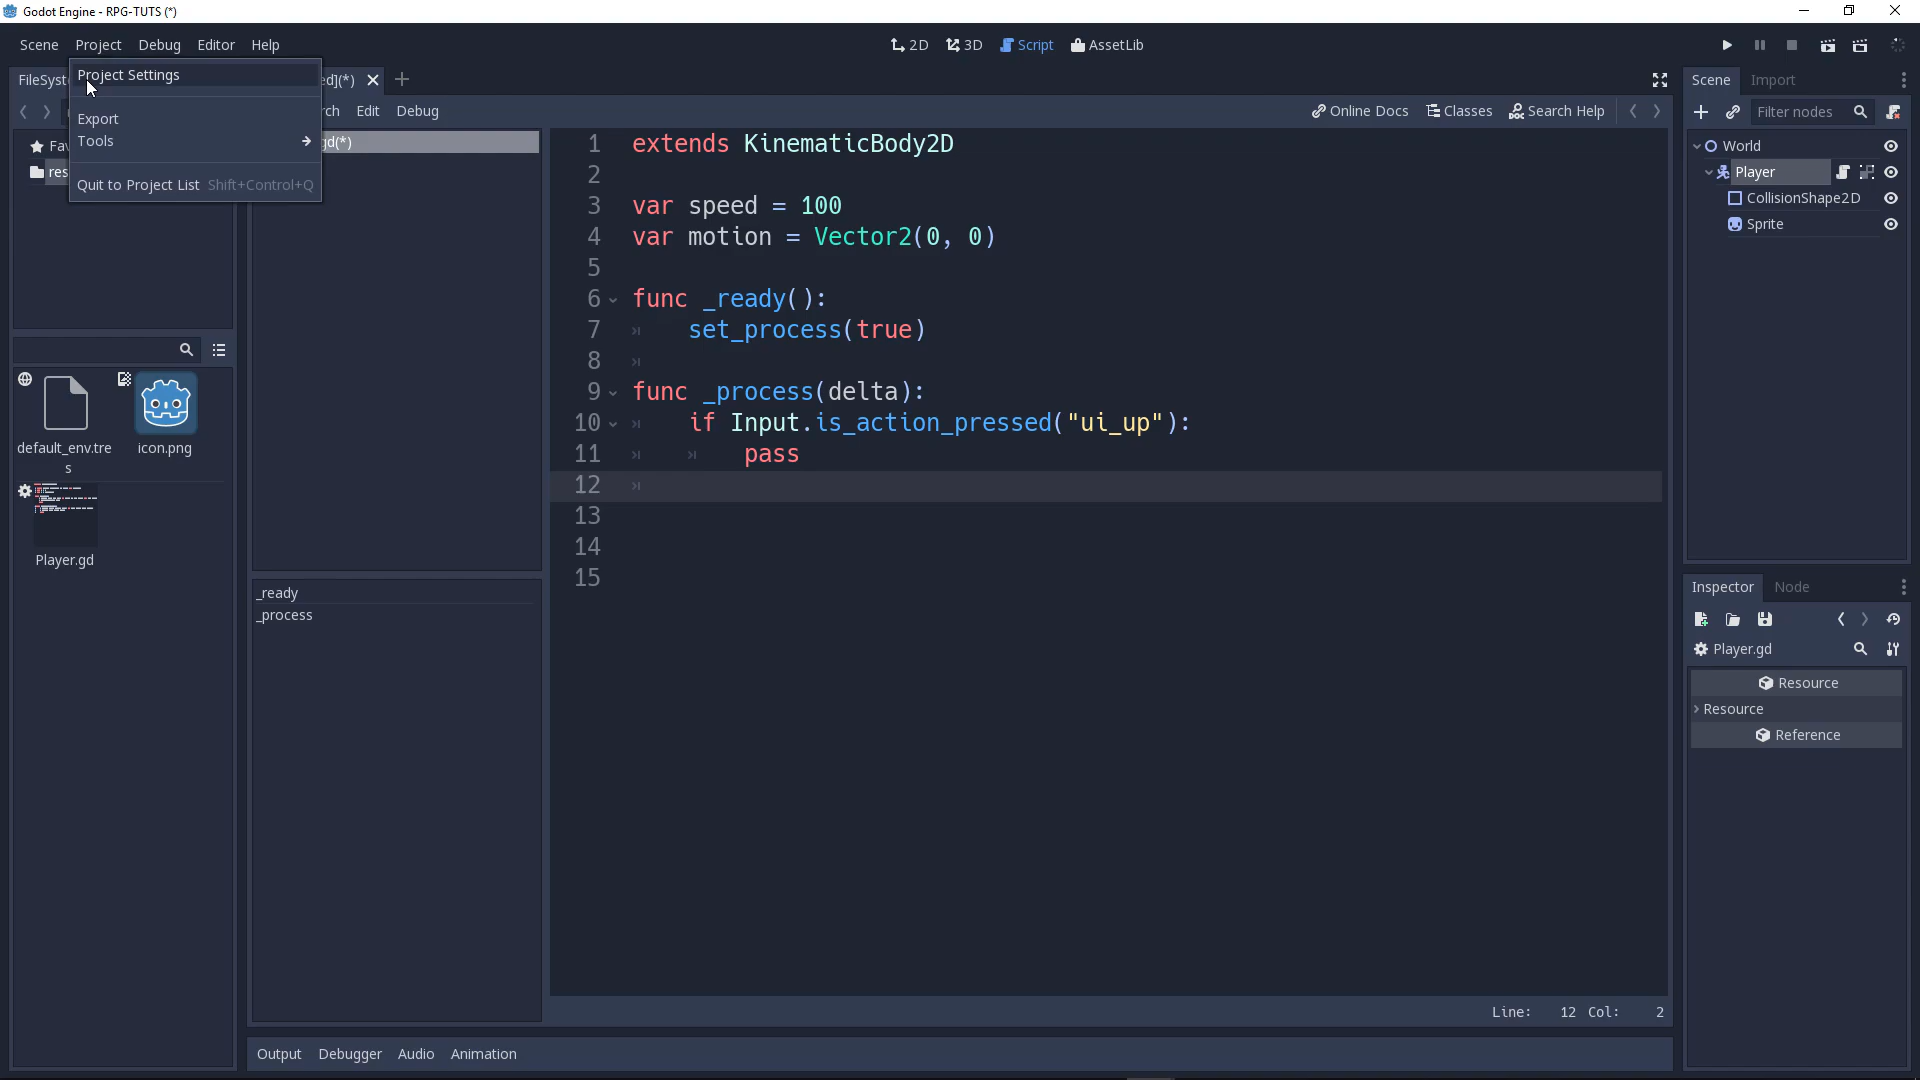 Godot Engine - RPG-TUTS (*)
Scene Project Debug Editor Help
2D 3D Script AssetLib
Project Settings
Export
Tools
Quit to Project List Shift+Control+Q
FileSyst
Fav
res
default_env.tre
s
icon.png
Player.gd
ed](*)
rch Edit Debug
Online Docs Classes Search Help
gd(*)
_ready
_process
1 extends KinematicBody2D
2
3 var speed = 100
4 var motion = Vector2(0, 0)
5
6 func _ready():
7 set_process(true)
8
9 func _process(delta):
10 if Input.is_action_pressed("ui_up"):
11 pass
12
13
14
15
Line: 12 Col: 2
Output Debugger Audio Animation
Scene Import
Filter nodes
World
Player
CollisionShape2D
Sprite
Inspector Node
Player.gd
Resource
Resource
Reference